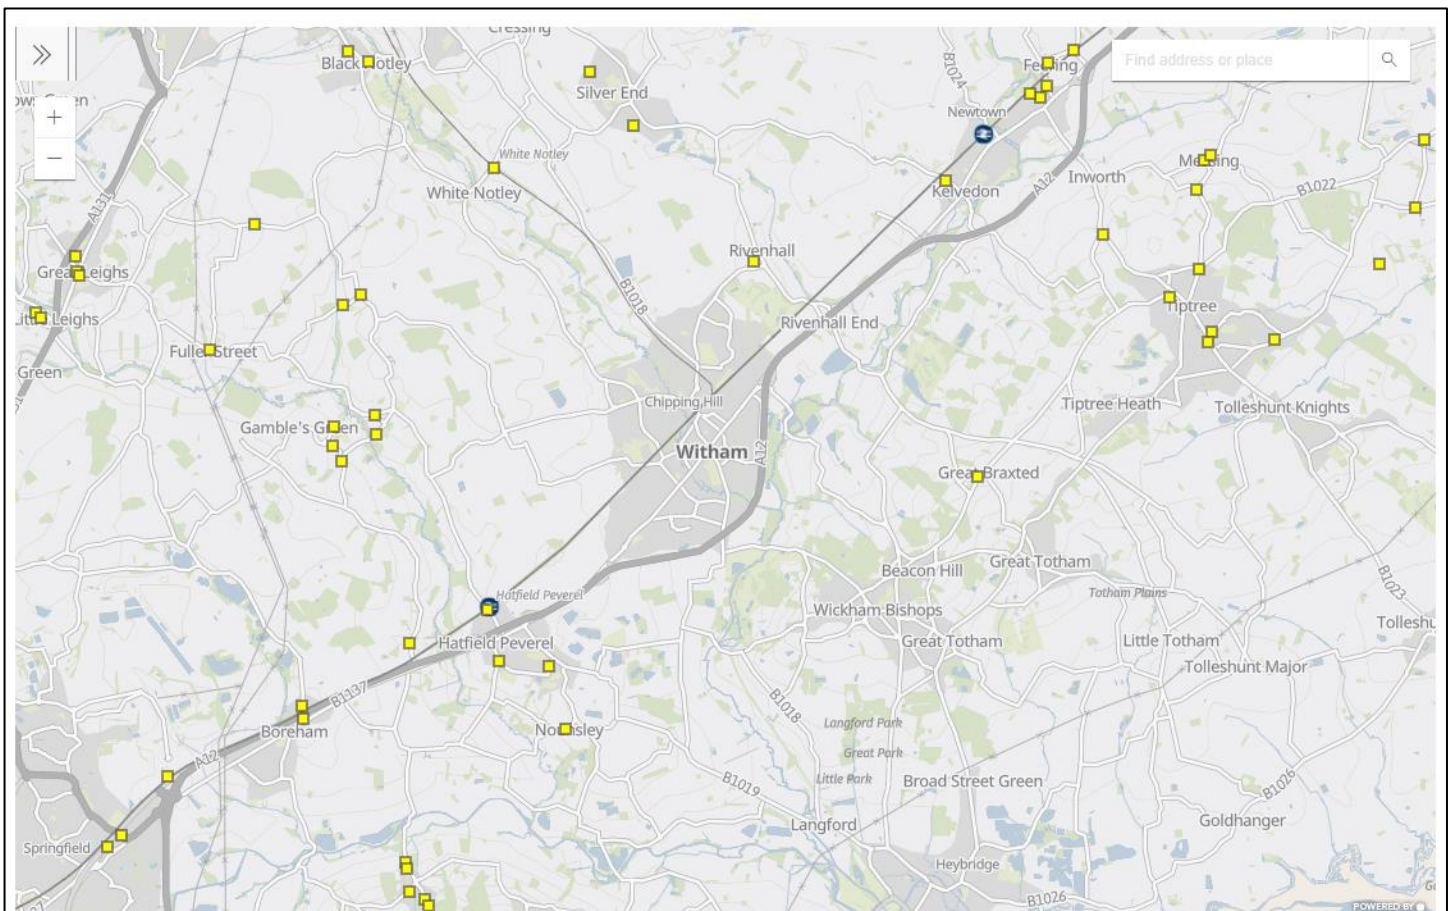 Cressing
Black Notley
B1024
Feering
Find address or place
Silver End
Newtown
White Notley
Messing
White Notley
Kelvedon
A12
Inworth
B1022
A131
Rivenhall
Great Leighs
B1018
Tiptree
Little Leighs
Rivenhall End
Fuller Street
Green
Chipping Hill
Tiptree Heath
Tolleshunt Knights
Gamble's Green
Witham
A12
Great Braxted
Great Totham
Beacon Hill
B1023
Hatfield Peverel
Totham Plains
Wickham Bishops
Hatfield Peverel
Great Totham
Little Totham
Tolleshu
Tolleshunt Major
B1137
B1018
Boreham
Nounsley
Langford Park
A12
Great Park
Little Park
B1019
Broad Street Green
B1026
Langford
Goldhanger
Springfield
Heybridge
B1026
POWERED BY